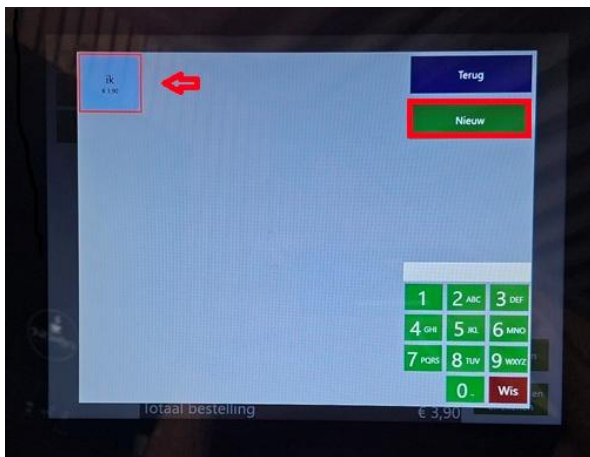 ik
€ 3,90
Terug
Nieuw
1
2 ABC
3 DEF
4 GHI
5 JKL
6 MNO
7 PQRS
8 TUV
9 WXYZ
0
Wis
Totaal bestelling
€ 3,90